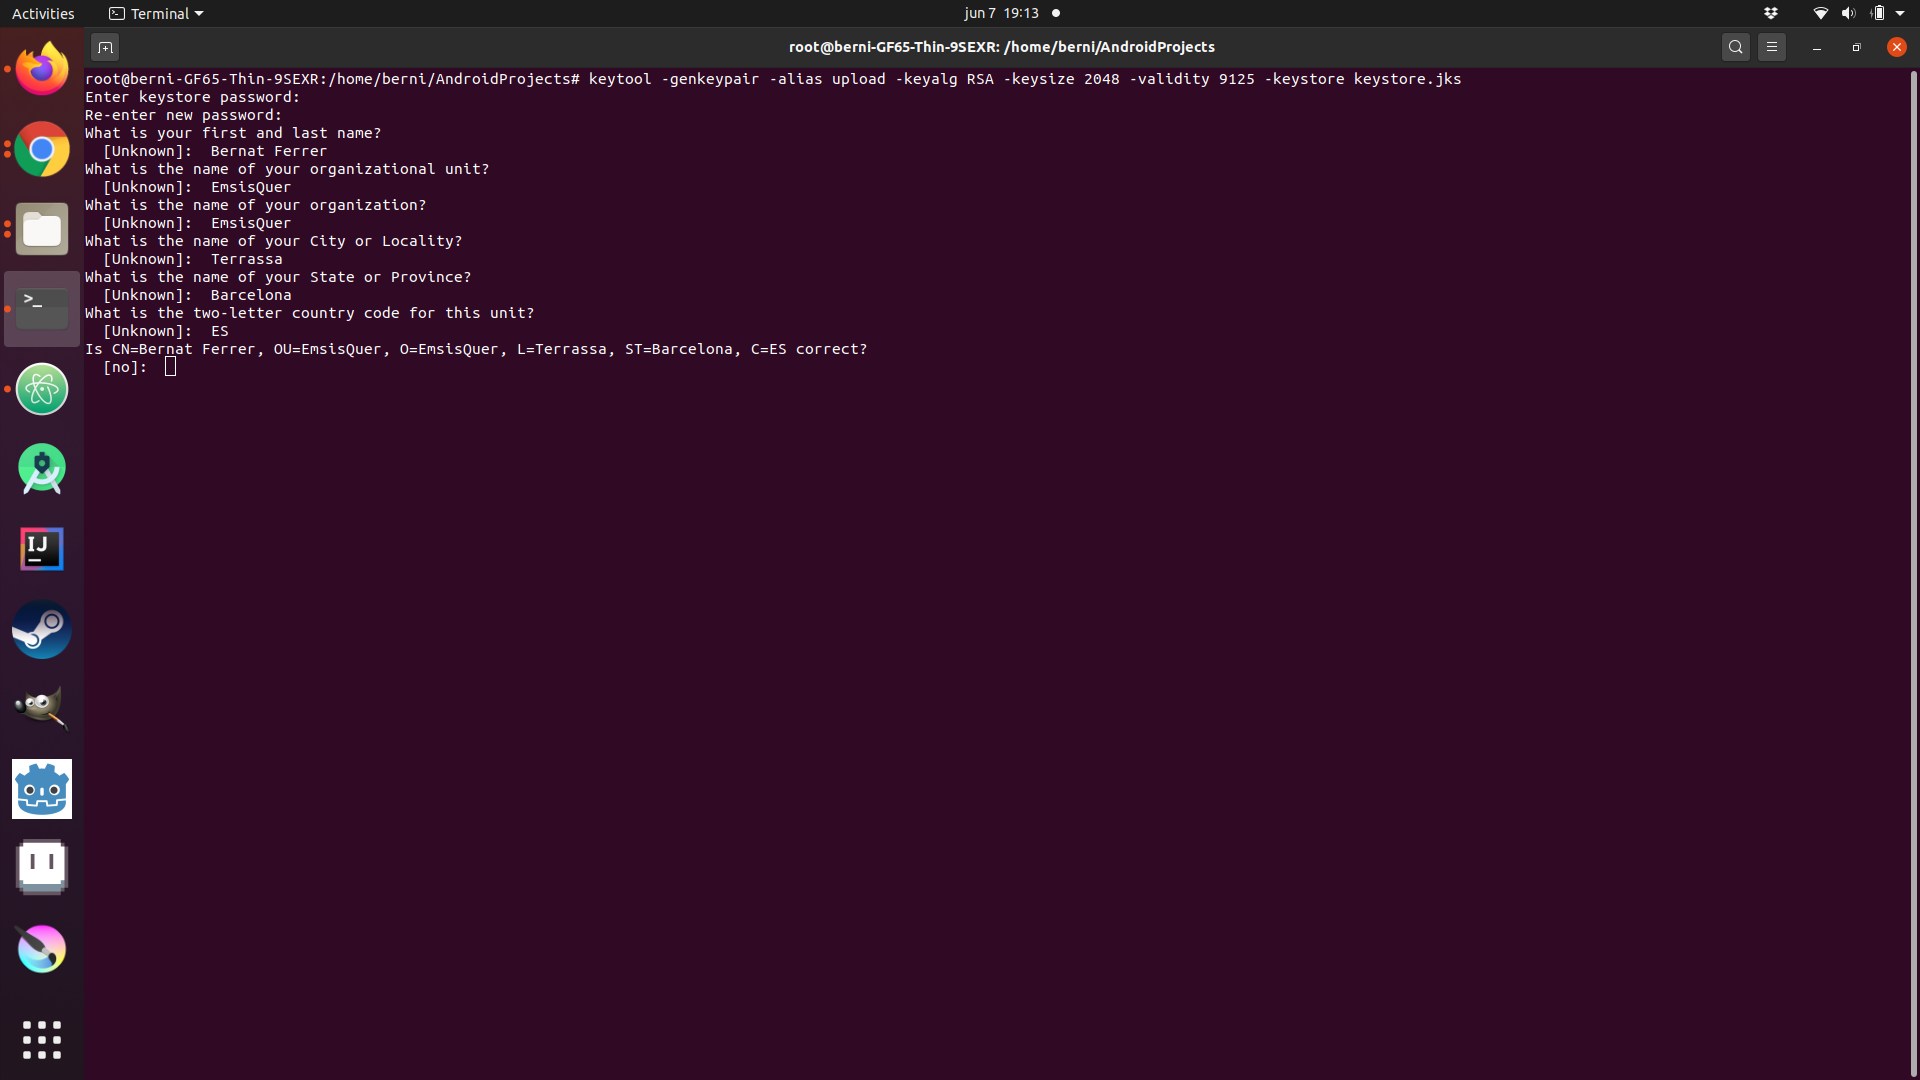 Activities
Terminal
jun 7 19:13
root@berni-GF65-Thin-9SEXR: /home/berni/AndroidProjects
root@berni-GF65-Thin-9SEXR:/home/berni/AndroidProjects# keytool -genkeypair -alias upload -keyalg RSA -keysize 2048 -validity 9125 -keystore keystore.jks
Enter keystore password:
Re-enter new password:
What is your first and last name?
[Unknown]: Bernat Ferrer
What is the name of your organizational unit?
[Unknown]: EmsisQuer
What is the name of your organization?
[Unknown]: EmsisQuer
What is the name of your City or Locality?
[Unknown]: Terrassa
What is the name of your State or Province?
[Unknown]: Barcelona
What is the two-letter country code for this unit?
[Unknown]: ES
Is CN=Bernat Ferrer, OU=EmsisQuer, O=EmsisQuer, L=Terrassa, ST=Barcelona, C=ES correct?
[no]:
>_
IJ